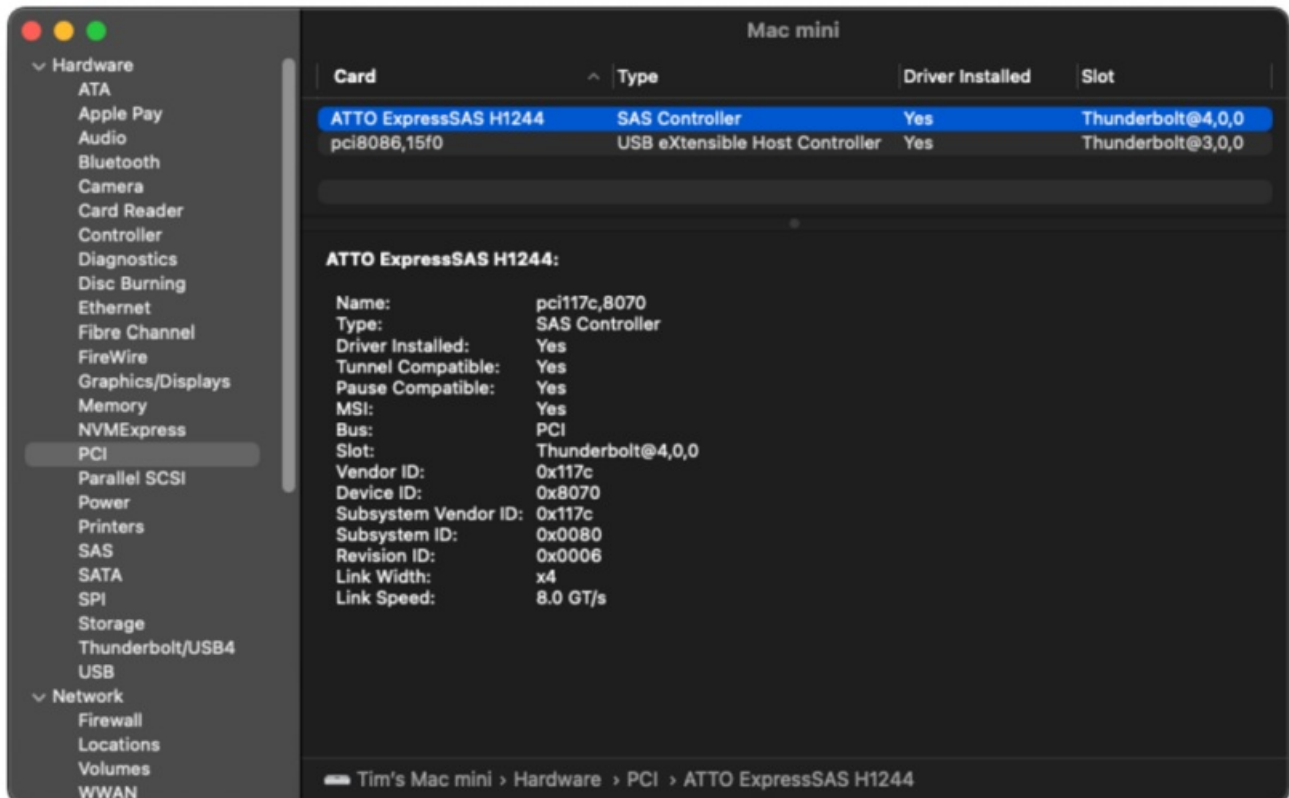 Mac mini
Hardware
ATA
Apple Pay
Audio
Bluetooth
Camera
Card Reader
Controller
Diagnostics
Disc Burning
Ethernet
Fibre Channel
FireWire
Graphics/Displays
Memory
NVMExpress
PCI
Parallel SCSI
Power
Printers
SAS
SATA
SPI
Storage
Thunderbolt/USB4
USB
Network
Firewall
Locations
Volumes
WWAN
Card Type Driver Installed Slot
ATTO ExpressSAS H1244 SAS Controller Yes Thunderbolt@4,0,0
pci8086,15f0 USB eXtensible Host Controller Yes Thunderbolt@3,0,0
ATTO ExpressSAS H1244:
Name: pci117c,8070
Type: SAS Controller
Driver Installed: Yes
Tunnel Compatible: Yes
Pause Compatible: Yes
MSI: Yes
Bus: PCI
Slot: Thunderbolt@4,0,0
Vendor ID: 0x117c
Device ID: 0x8070
Subsystem Vendor ID: 0x117c
Subsystem ID: 0x0080
Revision ID: 0x0006
Link Width: x4
Link Speed: 8.0 GT/s
Tim's Mac mini › Hardware › PCI › ATTO ExpressSAS H1244